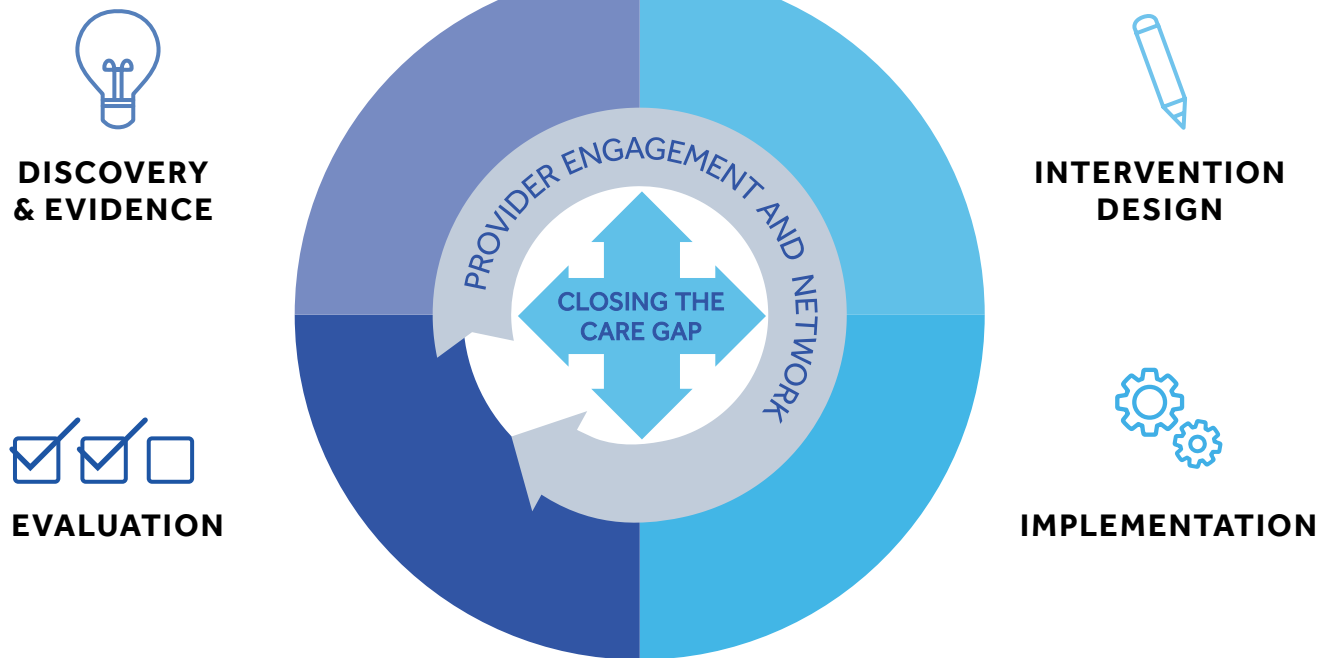 DISCOVERY
& EVIDENCE
INTERVENTION
DESIGN
PROVIDER ENGAGEMENT AND NETWORK
CLOSING THE
CARE GAP
EVALUATION
IMPLEMENTATION